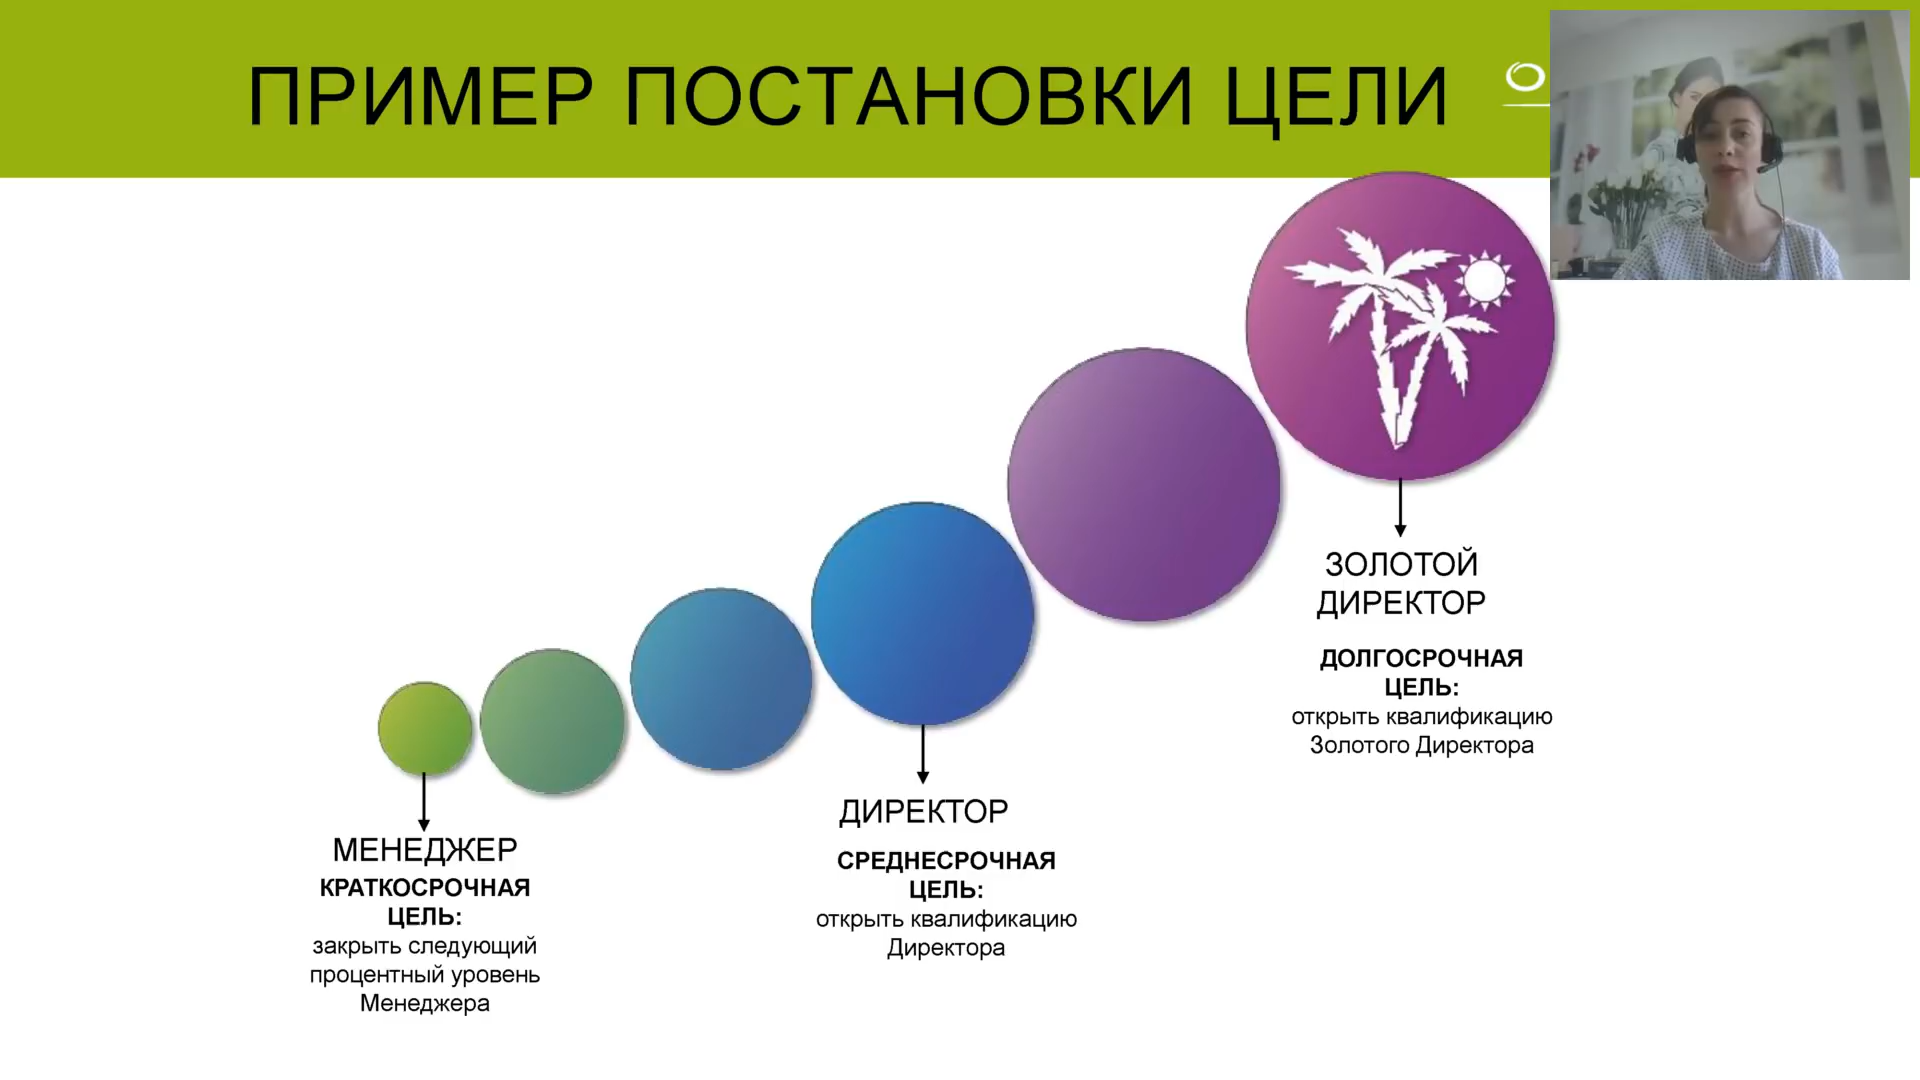 ПРИМЕР ПОСТАНОВКИ ЦЕЛИ
МЕНЕДЖЕР
КРАТКОСРОЧНАЯ
ЦЕЛЬ:
закрыть следующий
процентный уровень
Менеджера
ДИРЕКТОР
СРЕДНЕСРОЧНАЯ
ЦЕЛЬ:
открыть квалификацию
Директора
ЗОЛОТОЙ
ДИРЕКТОР
ДОЛГОСРОЧНАЯ
ЦЕЛЬ:
открыть квалификацию
Золотого Директора